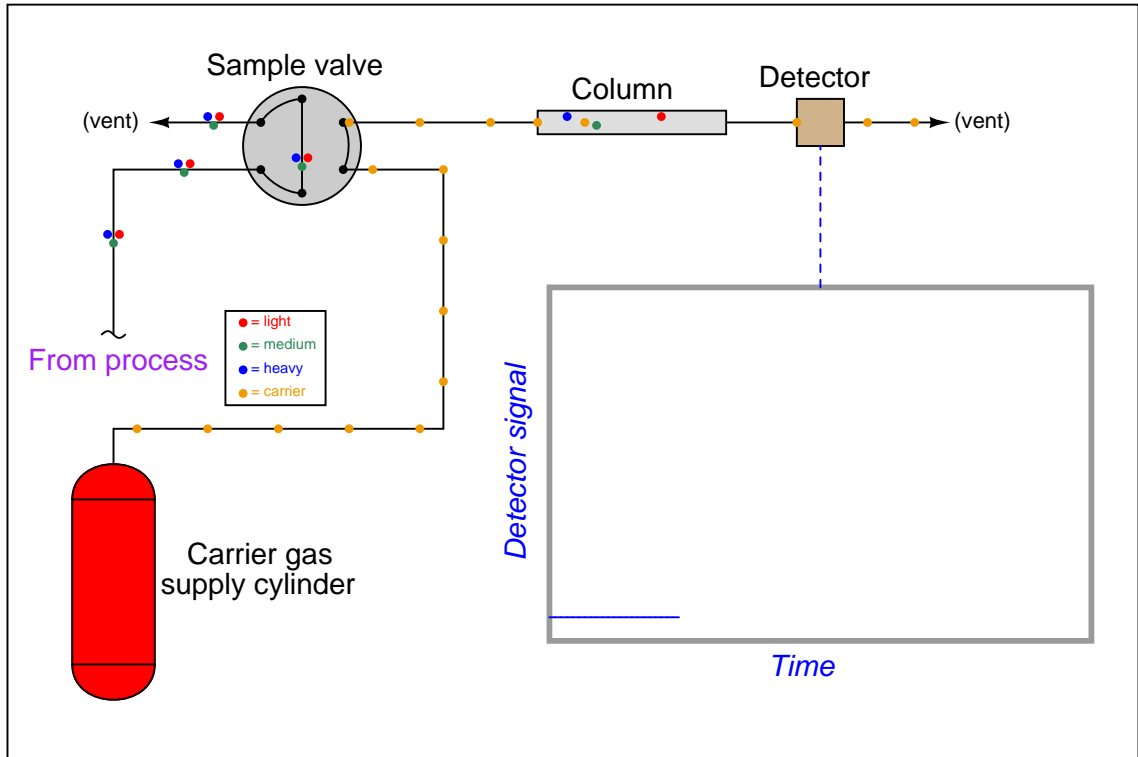 Sample valve
Column
Detector
(vent)
(vent)
= light
= medium
= heavy
= carrier
From process
Detector signal
Carrier gas
supply cylinder
Time